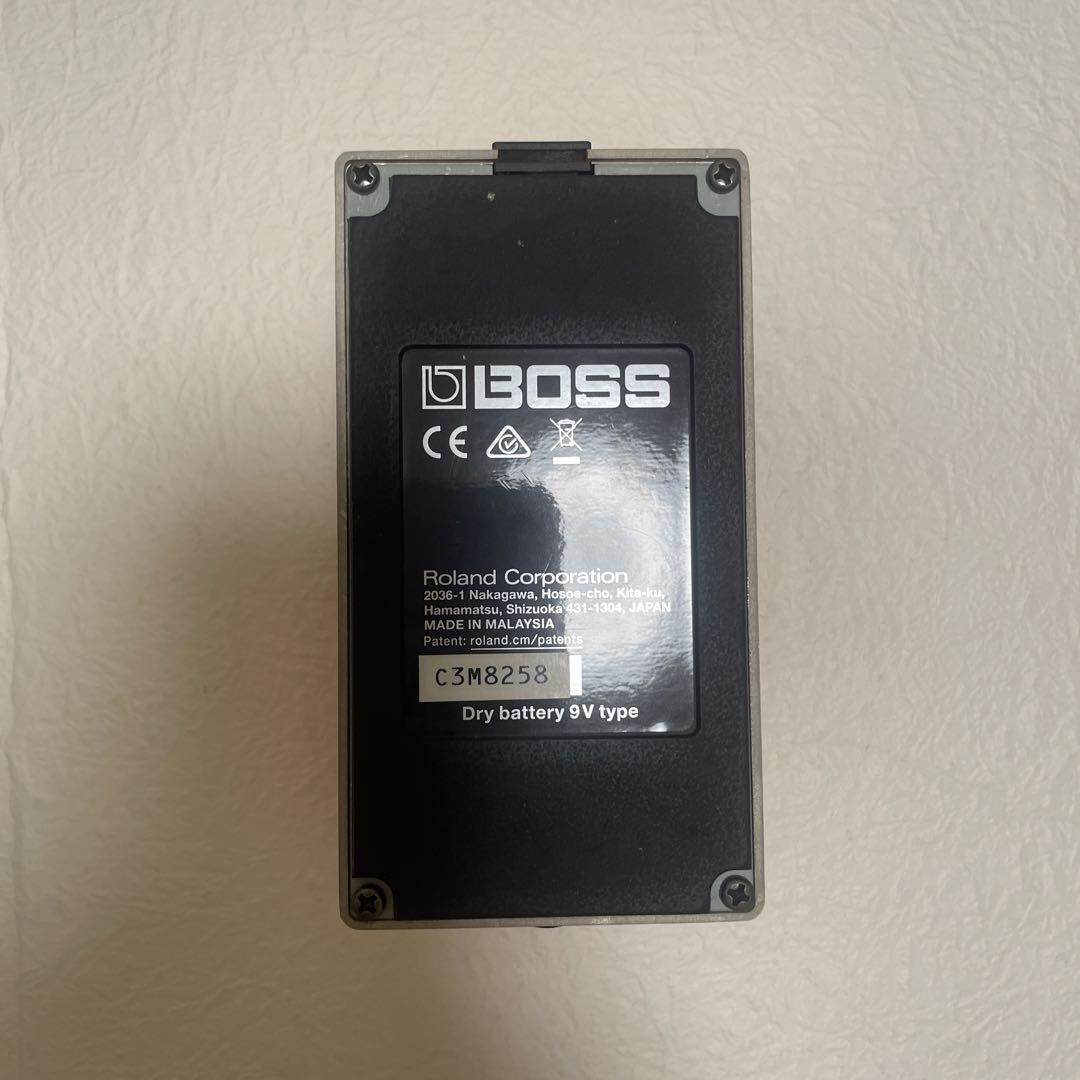 BOSS
CE
Roland Corporation
2036-1 Nakagawa, Hosoe-cho, Kita-ku,
Hamamatsu, Shizuoka 431-1304, JAPAN
MADE IN MALAYSIA
Patent: roland.cm/patents
C3M8258
Dry battery 9V type